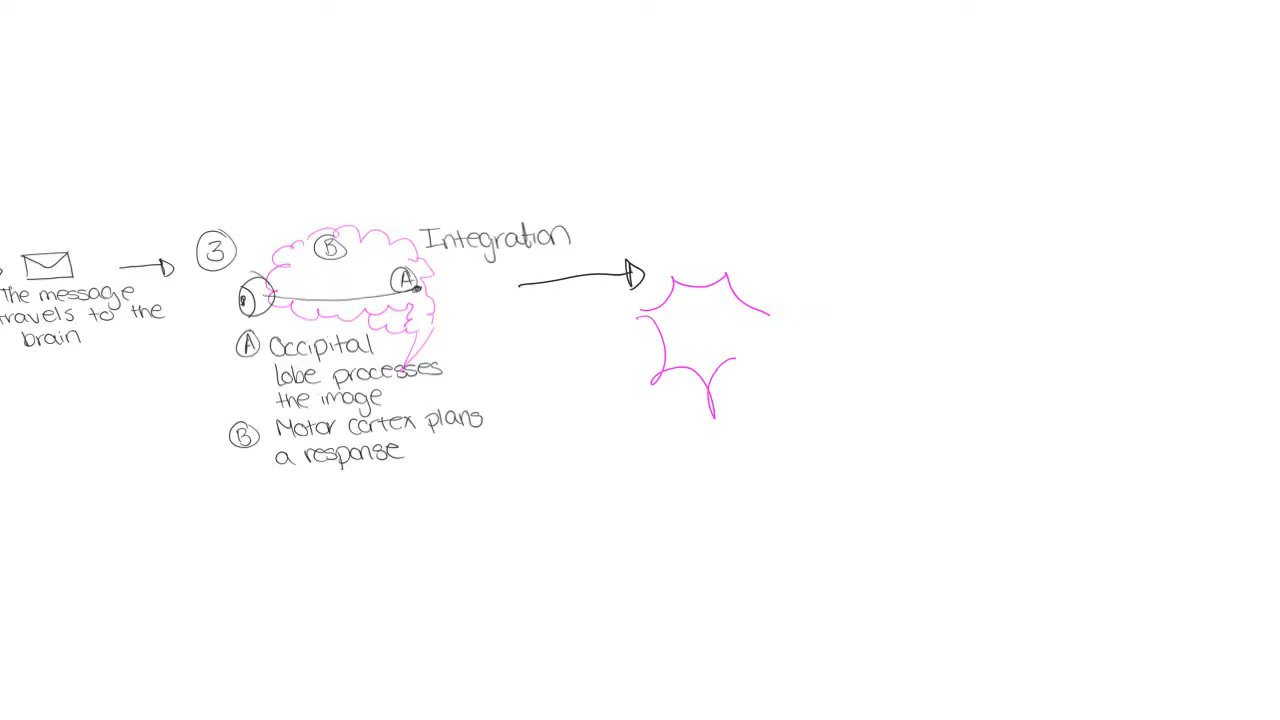 The message
travels to the
brain
3
B
Integration
A
A Occipital
lobe processes
the image
B Motor cortex plans
a response